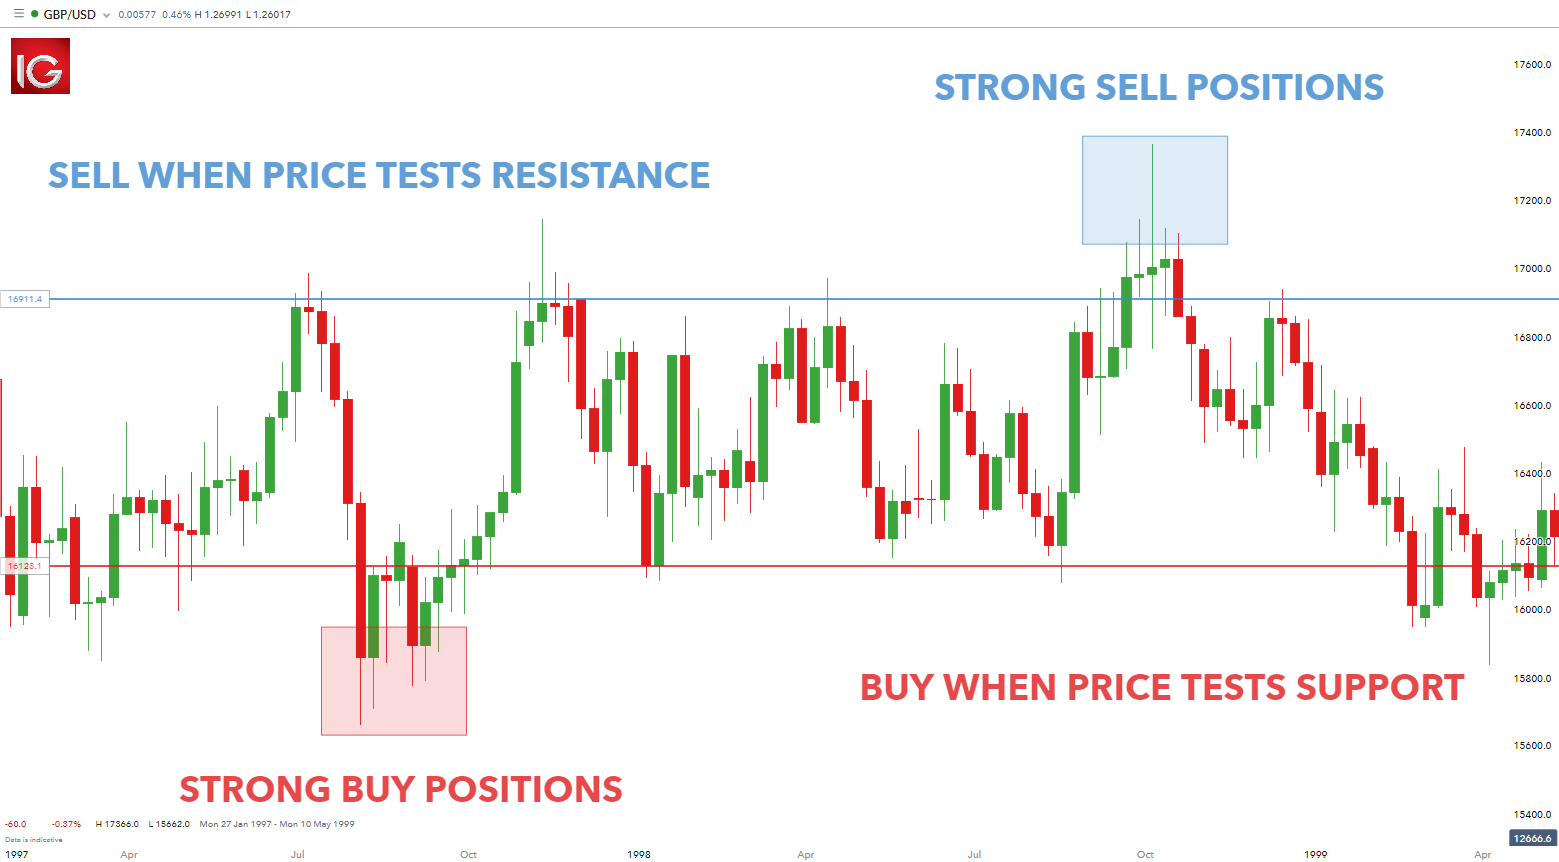 GBP/USD 0.00577 0.46% H 1.26991 L 1.26017
IG
17600.0
STRONG SELL POSITIONS
17400.0
SELL WHEN PRICE TESTS RESISTANCE
17200.0
17000.0
16911.4
16800.0
16600.0
16400.0
16200.0
16128.1
16000.0
BUY WHEN PRICE TESTS SUPPORT
15800.0
15600.0
STRONG BUY POSITIONS
15400.0
-60.0 -0.37% H 17366.0 L 15662.0 Mon 27 Jan 1997 - Mon 10 May 1999
Data is indicative
12666.6
1997 Apr Jul Oct 1998 Apr Jul Oct 1999 Apr